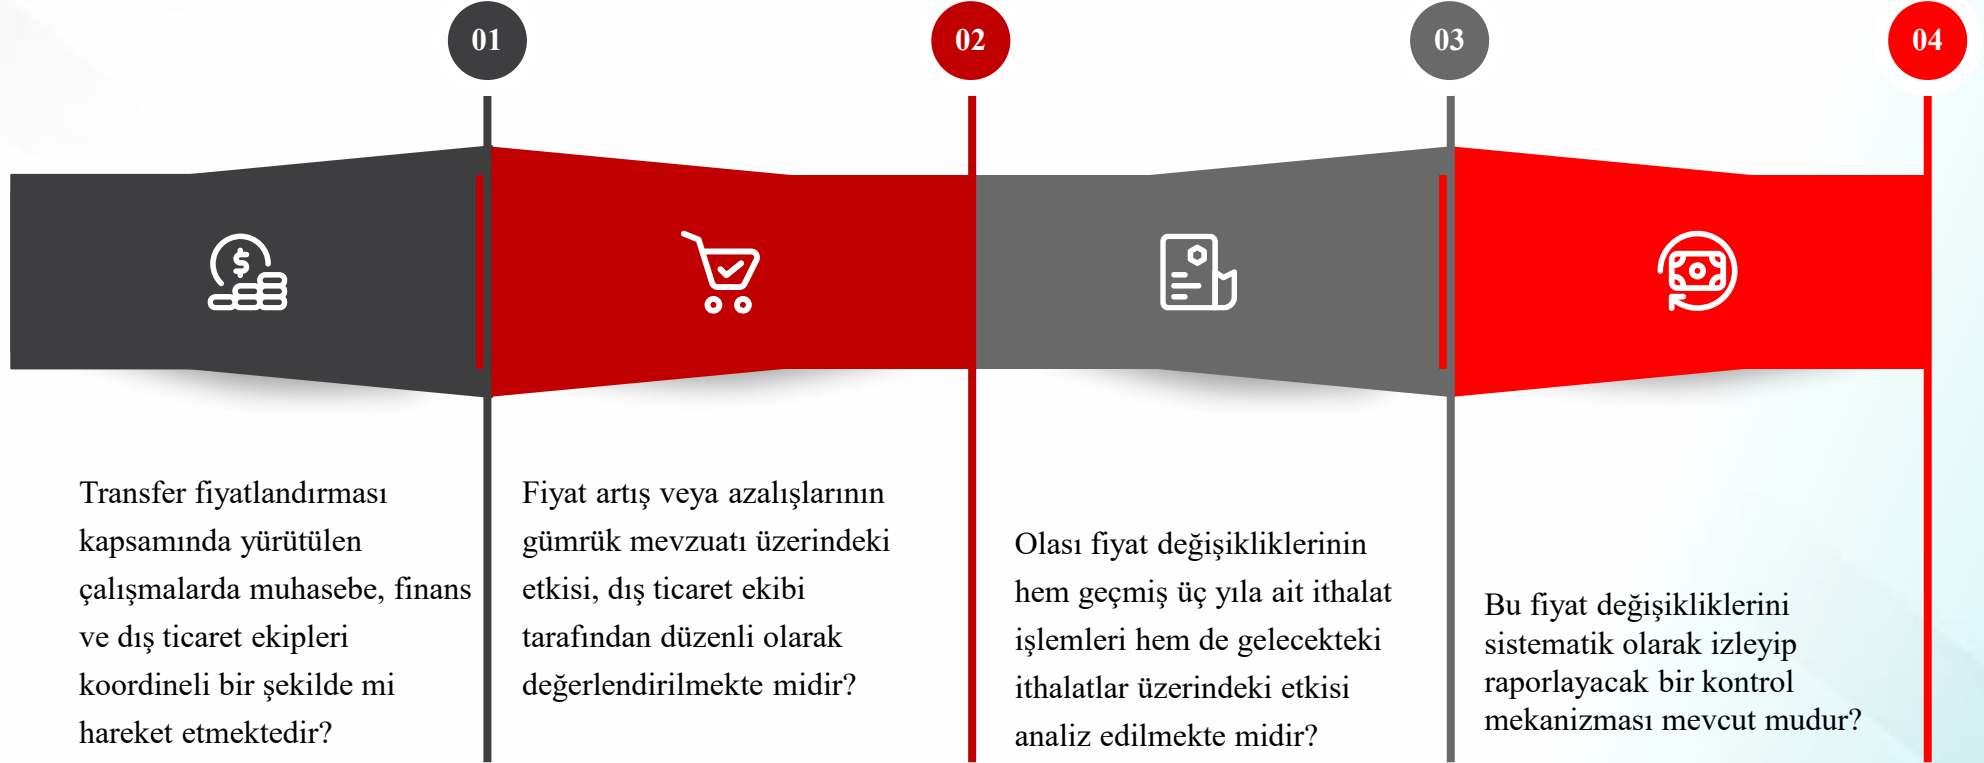 01
02
03
04
$
Transfer fiyatlandırması
kapsamında yürütülen
çalışmalarda muhasebe, finans
ve dış ticaret ekipleri
koordineli bir şekilde mi
hareket etmektedir?
Fiyat artış veya azalışlarının
gümrük mevzuatı üzerindeki
etkisi, dış ticaret ekibi
tarafından düzenli olarak
değerlendirilmekte midir?
Olası fiyat değişikliklerinin
hem geçmiş üç yıla ait ithalat
işlemleri hem de gelecekteki
ithalatlar üzerindeki etkisi
analiz edilmekte midir?
Bu fiyat değişikliklerini
sistematik olarak izleyip
raporlayacak bir kontrol
mekanizması mevcut mudur?